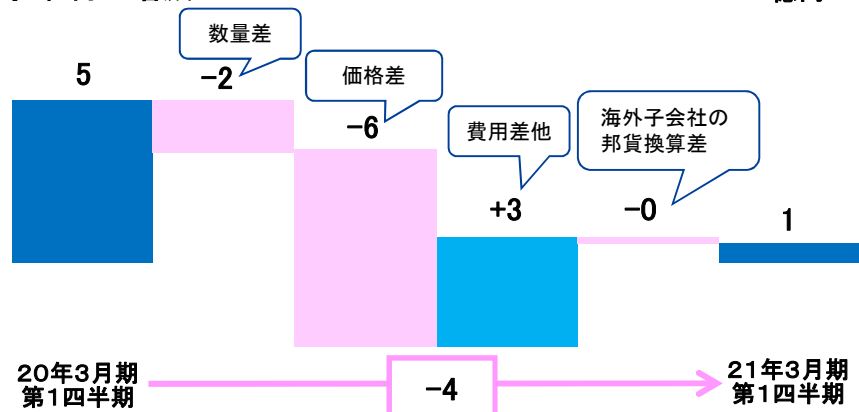 数量差
5
-2
価格差
-6
費用差他
海外子会社の
邦貨換算差
+3
-0
1
20年3月期
第1四半期
-4
21年3月期
第1四半期